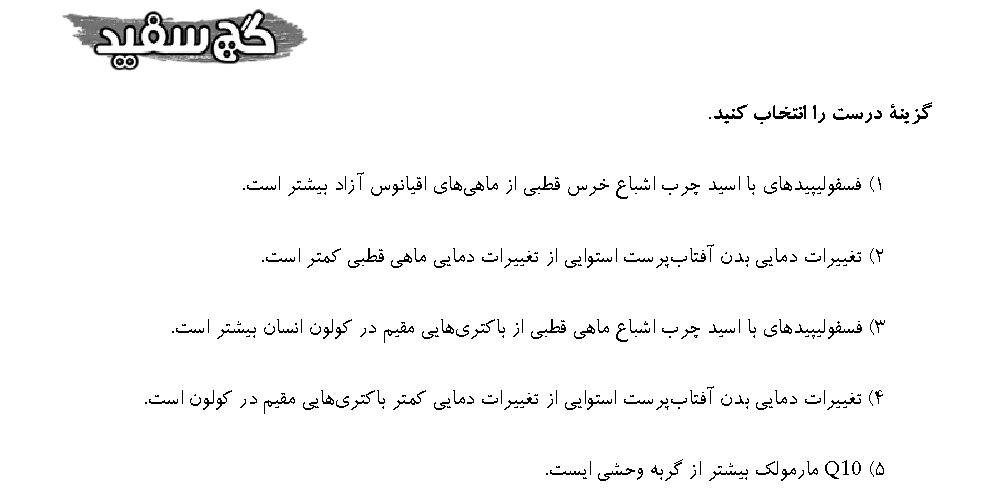 گچ سفید
گزینهٔ درست را انتخاب کنید.
۱) فسفولیپیدهای با اسید چرب اشباع خرس قطبی از ماهی‌های اقیانوس آزاد بیشتر است.
۲) تغییرات دمایی بدن آفتاب‌پرست استوایی از تغییرات دمایی ماهی قطبی کمتر است.
۳) فسفولیپیدهای با اسید چرب اشباع ماهی قطبی از باکتری‌هایی مقیم در کولون انسان بیشتر است.
۴) تغییرات دمایی بدن آفتاب‌پرست استوایی از تغییرات دمایی کمتر باکتری‌هایی مقیم در کولون است.
۵) Q10 مارمولک بیشتر از گربه وحشی ایست.